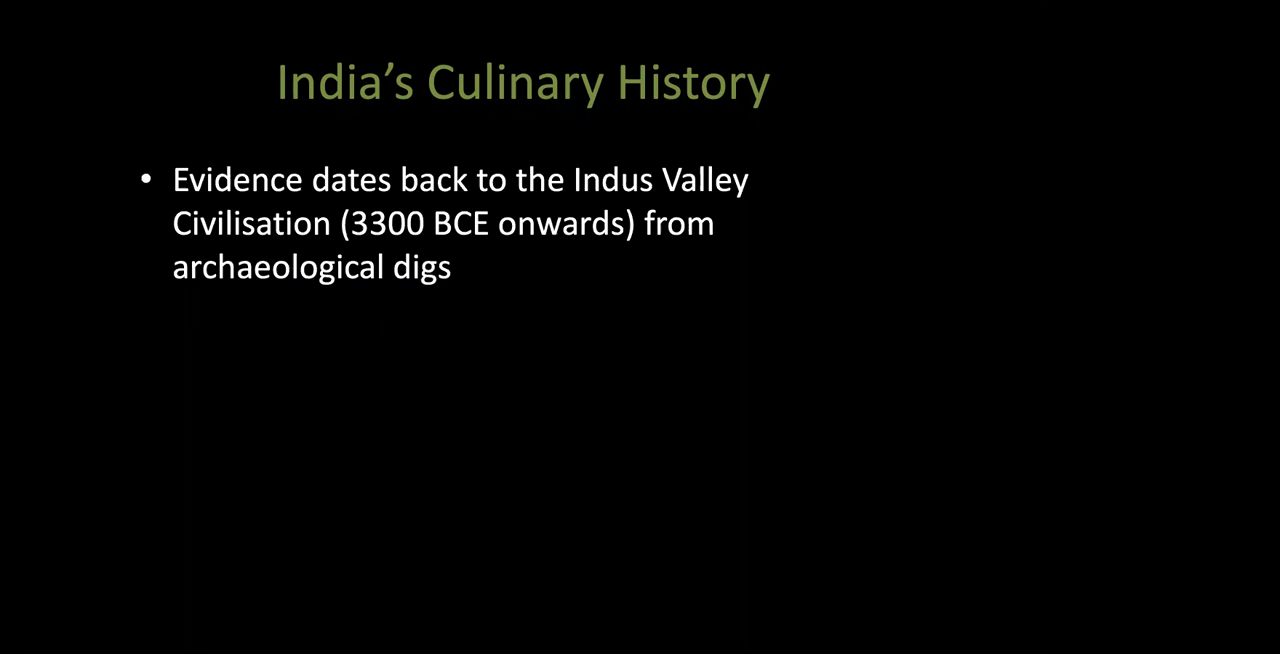 India’s Culinary History
• Evidence dates back to the Indus Valley
Civilisation (3300 BCE onwards) from
archaeological digs